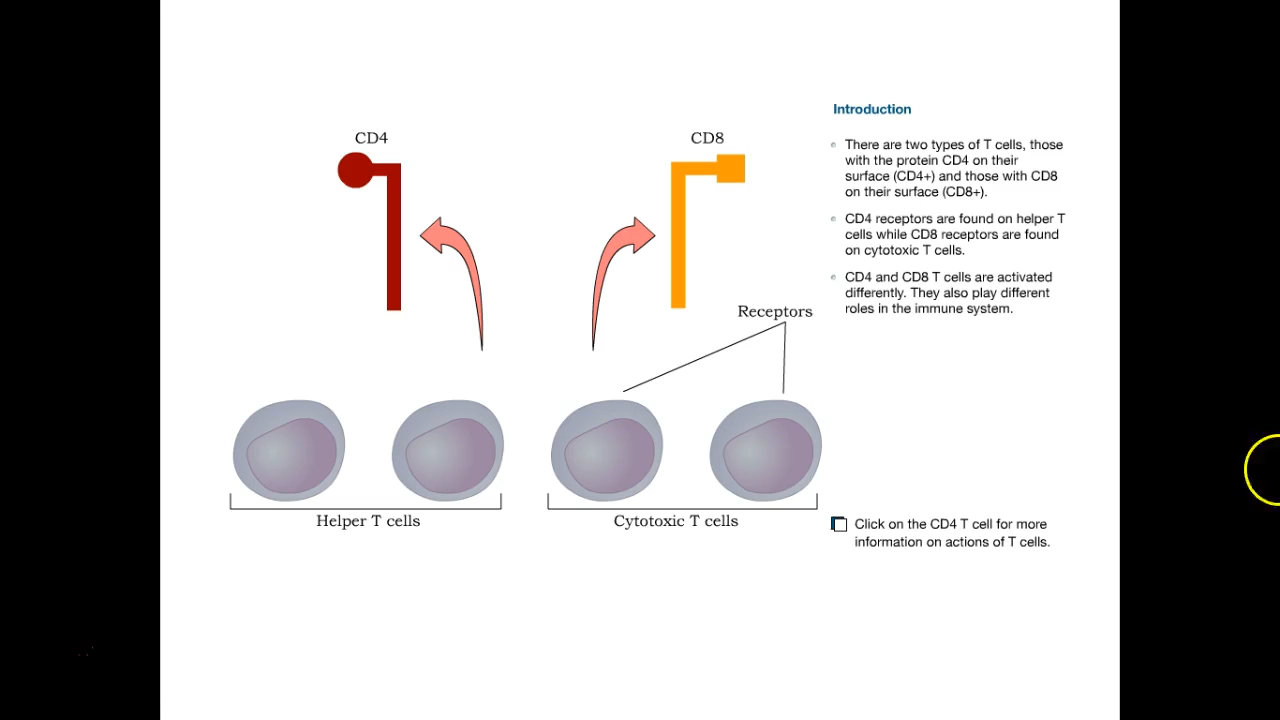 CD4
CD8
Receptors
Helper T cells
Cytotoxic T cells
Introduction
There are two types of T cells, those
with the protein CD4 on their
surface (CD4+) and those with CD8
on their surface (CD8+).
CD4 receptors are found on helper T
cells while CD8 receptors are found
on cytotoxic T cells.
CD4 and CD8 T cells are activated
differently. They also play different
roles in the immune system.
Click on the CD4 T cell for more
information on actions of T cells.